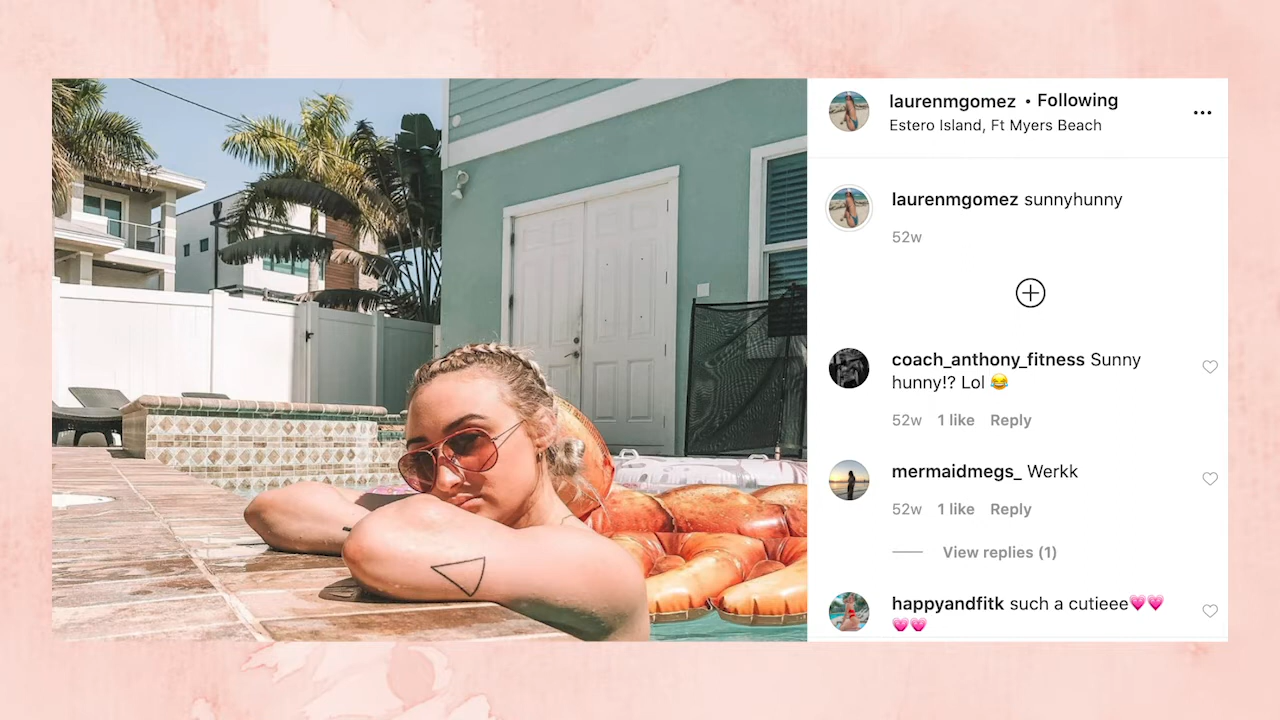 laurenmgomez • Following
Estero Island, Ft Myers Beach
laurenmgomez sunnyhunny
52w
coach_anthony_fitness Sunny
hunny!? Lol 😂
52w 1 like Reply
mermaidmegs_ Werkk
52w 1 like Reply
View replies (1)
happyandfitk such a cutieee💗💗
💗💗